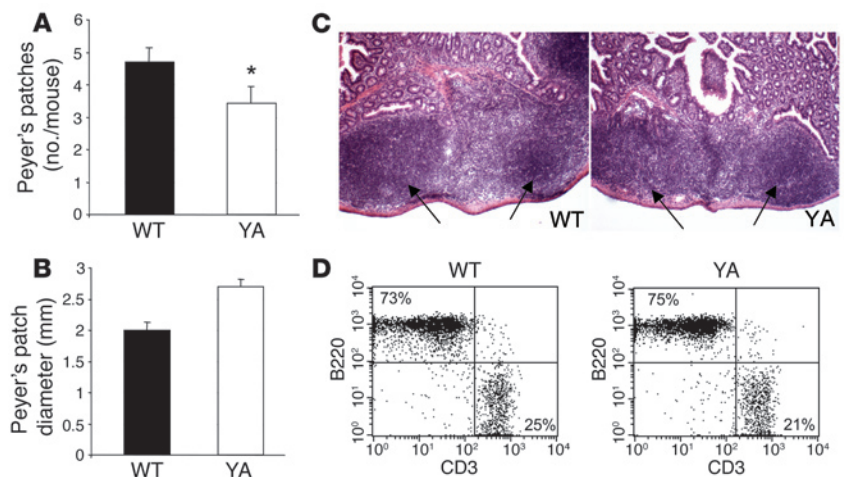 A
Peyer's patches
(no./mouse)
6
5
4
3
2
1
0
*
WT
YA
B
Peyer's patch
diameter (mm)
3
2.5
2
1.5
1
0.5
0
WT
YA
C
WT
YA
D
WT
73%
B220
10⁴
10³
10²
10¹
10⁰
25%
10⁰ 10¹ 10² 10³ 10⁴
CD3
YA
75%
B220
10⁴
10³
10²
10¹
10⁰
21%
10⁰ 10¹ 10² 10³ 10⁴
CD3